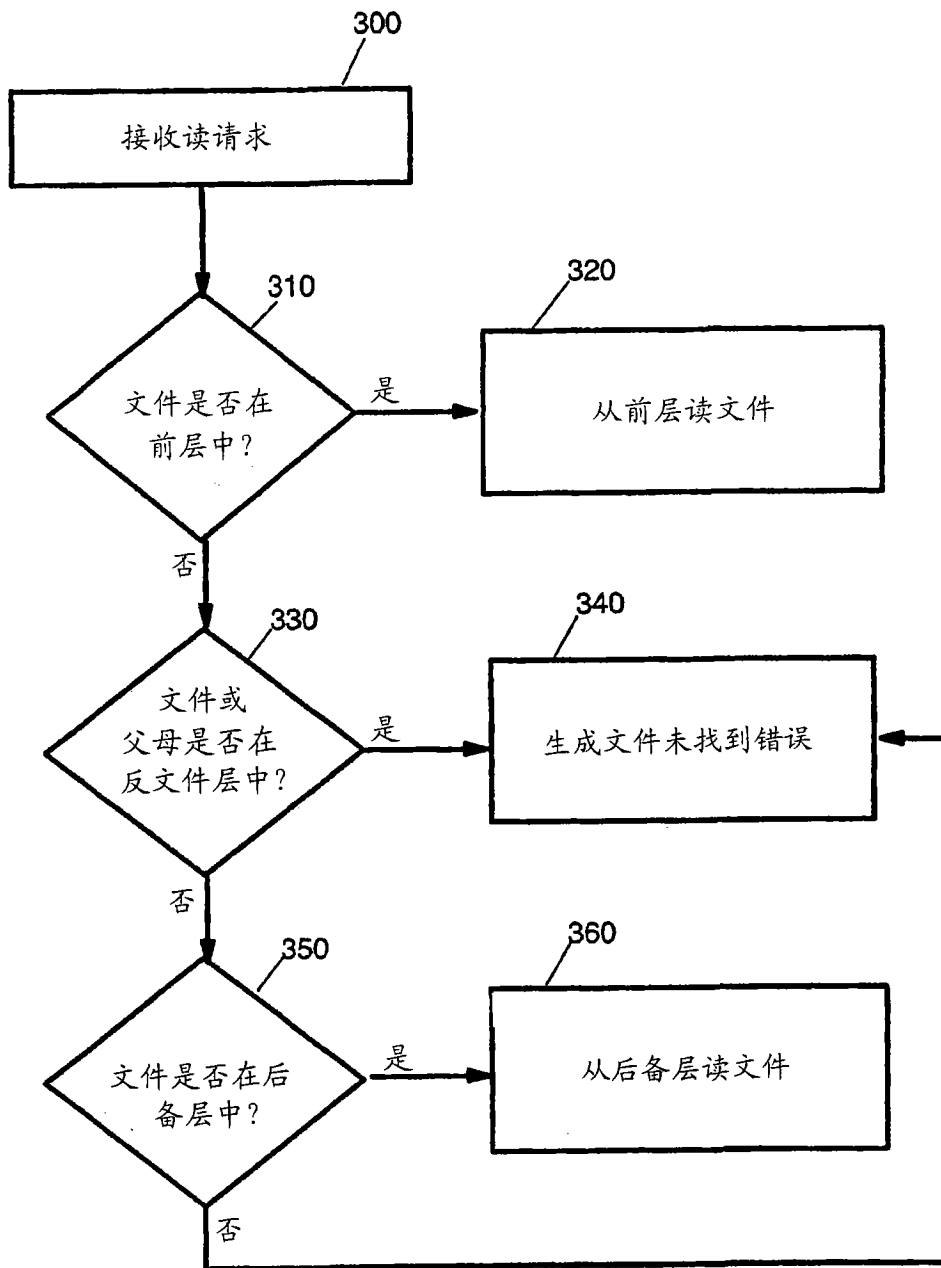 300
接收读请求
310
文件是否在
前层中?
是
320
从前层读文件
否
330
文件或
父母是否在
反文件层中?
是
340
生成文件未找到错误
否
350
文件是否在后
备层中?
是
360
从后备层读文件
否